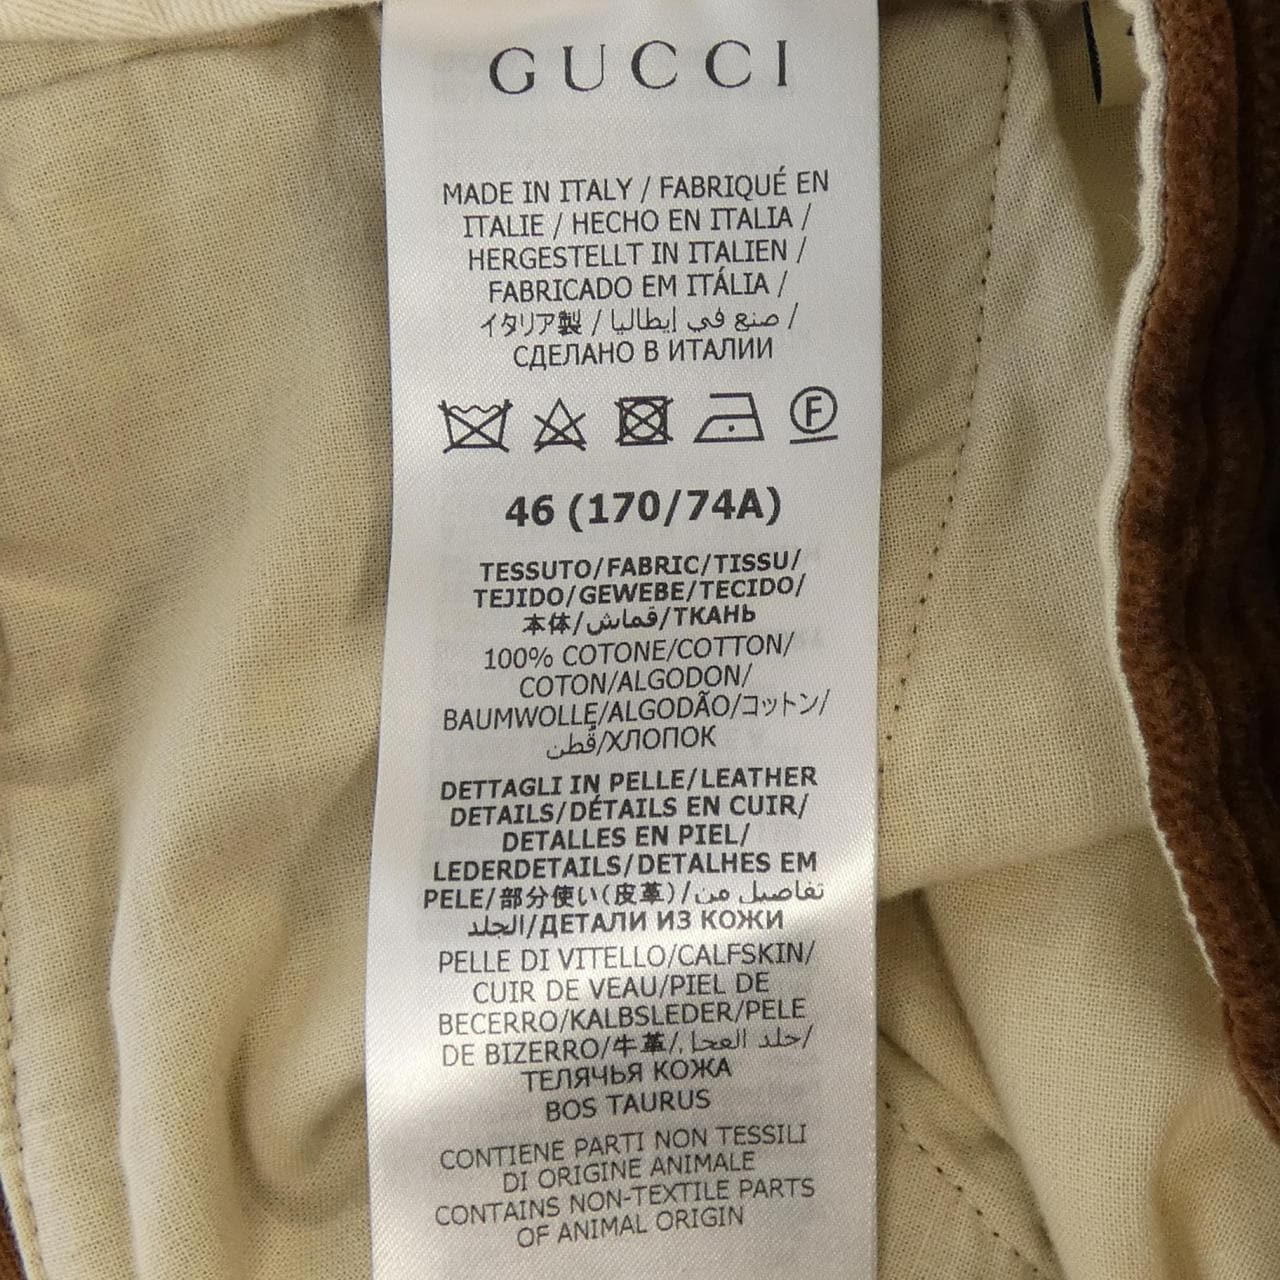 GUCCI
MADE IN ITALY / FABRIQUÉ EN
ITALIE / HECHO EN ITALIA /
HERGESTELLT IN ITALIEN /
FABRICADO EM ITÁLIA /
イタリア製 / صنع في إيطاليا /
СДЕЛАНО В ИТАЛИИ
F
46 (170/74A)
TESSUTO/FABRIC/TISSU/
TEJIDO/GEWEBE/TECIDO/
本体/قماش/ТКАНЬ
100% COTONE/COTTON/
COTON/ALGODON/
BAUMWOLLE/ALGODÃO/コットン/
قُطن/ХЛОПОК
DETTAGLI IN PELLE/LEATHER
DETAILS/DÉTAILS EN CUIR/
DETALLES EN PIEL/
LEDERDETAILS/DETALHES EM
PELE/部分使い(皮革)/تفاصيل من
الجلد/ДЕТАЛИ ИЗ КОЖИ
PELLE DI VITELLO/CALFSKIN/
CUIR DE VEAU/PIEL DE
BECERRO/KALBSLEDER/PELE
DE BIZERRO/牛革/جلد العجل/
ТЕЛЯЧЬЯ КОЖА
BOS TAURUS
CONTIENE PARTI NON TESSILI
DI ORIGINE ANIMALE
CONTAINS NON-TEXTILE PARTS
OF ANIMAL ORIGIN